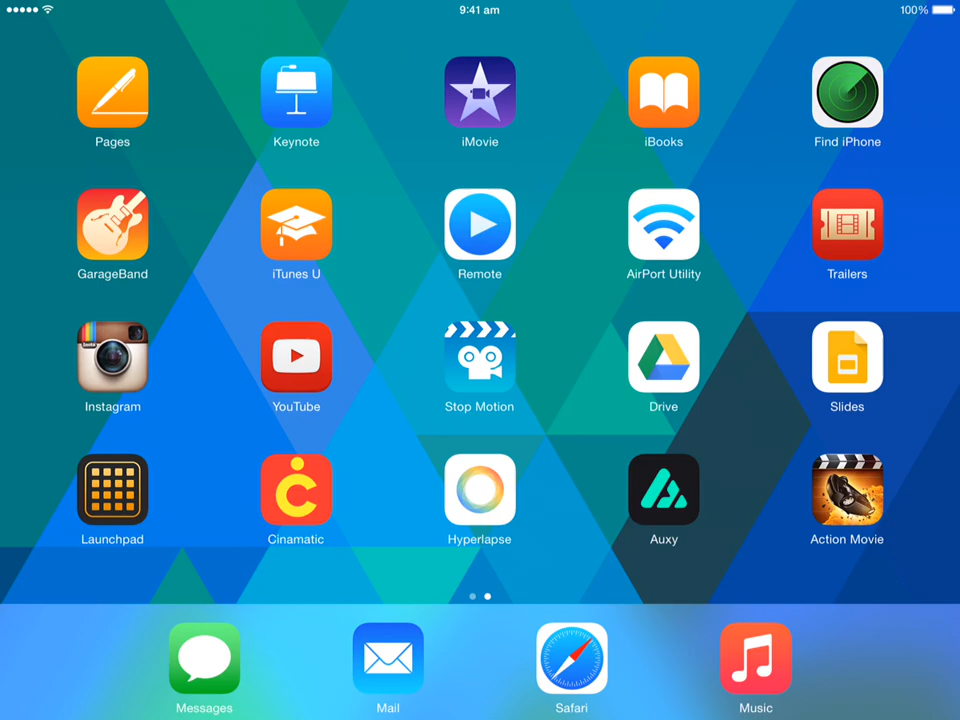 9:41 am
100%
Pages
Keynote
iMovie
iBooks
Find iPhone
GarageBand
iTunes U
Remote
AirPort Utility
Trailers
Instagram
YouTube
Stop Motion
Drive
Slides
Launchpad
Cinamatic
Hyperlapse
Auxy
Action Movie
Messages
Mail
Safari
Music